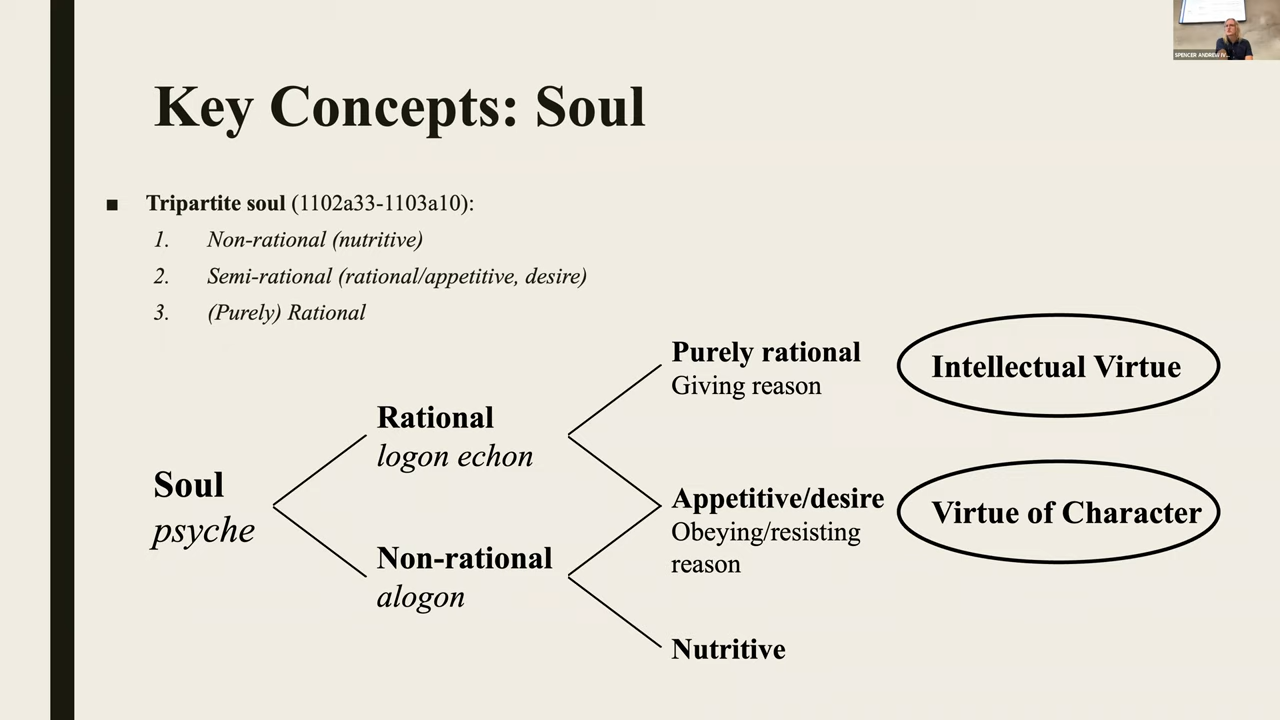 SPENCER ANDREW IV...
Key Concepts: Soul
■ Tripartite soul (1102a33-1103a10):
1. Non-rational (nutritive)
2. Semi-rational (rational/appetitive, desire)
3. (Purely) Rational
Purely rational
Giving reason
Intellectual Virtue
Rational
logon echon
Soul
psyche
Appetitive/desire
Obeying/resisting
reason
Virtue of Character
Non-rational
alogon
Nutritive